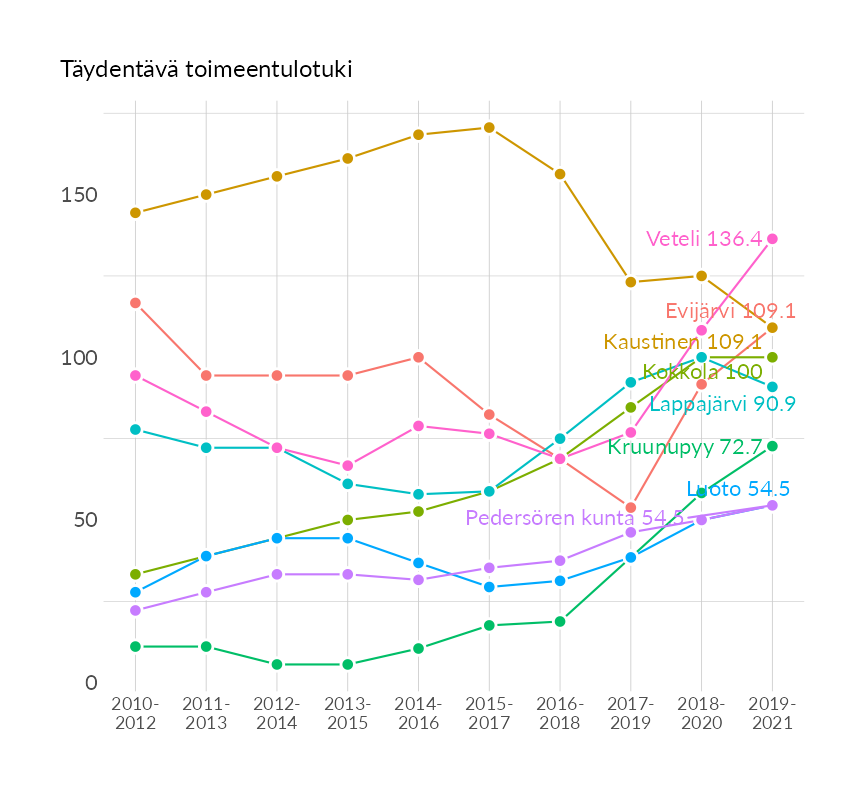 Täydentävä toimeentulotuki
150
100
50
0
Veteli 136.4
Evijärvi 109.1
Kaustinen 109.1
Kokkola 100
Lappajärvi 90.9
Kruunupyy 72.7
Luoto 54.5
Pedersören kunta 54.5
2010-
2012
2011-
2013
2012-
2014
2013-
2015
2014-
2016
2015-
2017
2016-
2018
2017-
2019
2018-
2020
2019-
2021